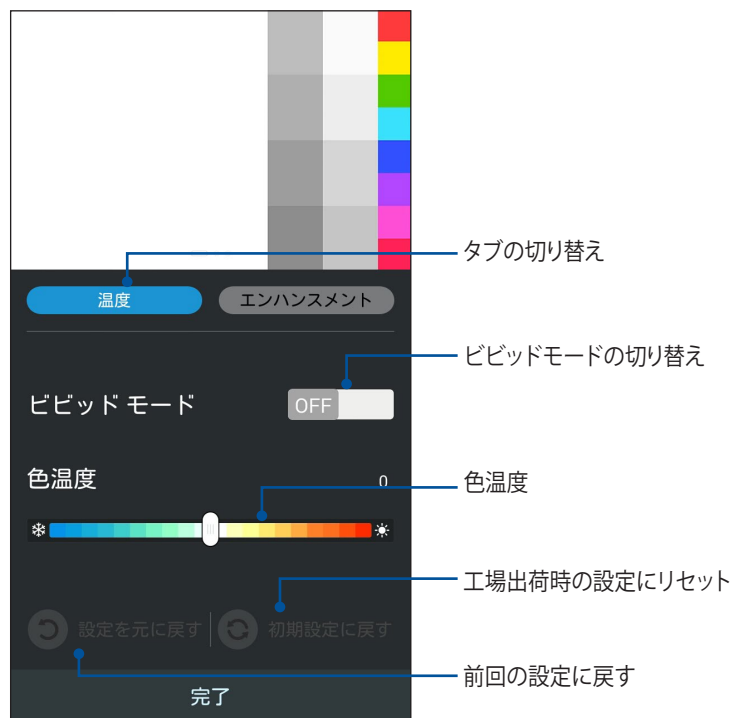 タブの切り替え
温度
エンハンスメント
ビビッドモードの切り替え
ビビッド モード
OFF
色温度
0
色温度
工場出荷時の設定にリセット
設定を元に戻す
初期設定に戻す
前回の設定に戻す
完了